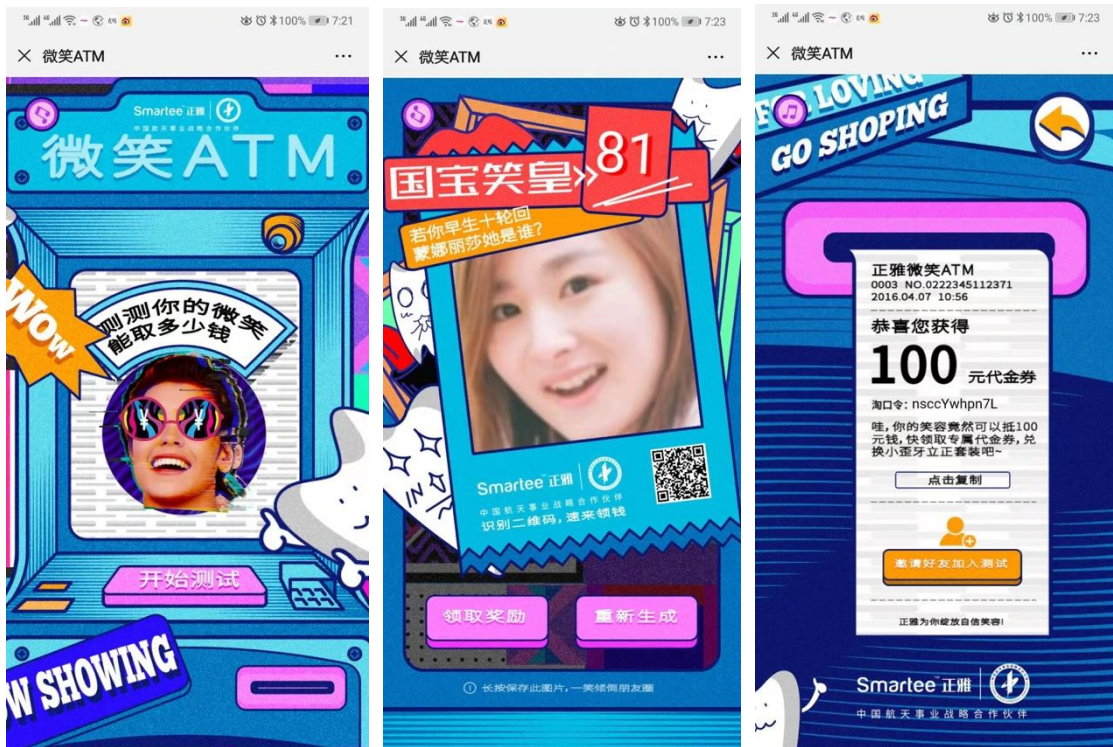 100% 7:21
微笑ATM
Smartee 正雅
中国航天事业战略合作伙伴
微笑ATM
WOW
测测你的微笑
能取多少钱
¥ ¥
开始测试
W SHOWING
100% 7:23
微笑ATM
国宝笑皇 81
若你早生十轮回
蒙娜丽莎她是谁?
IN
Smartee 正雅
中国航天事业战略合作伙伴
识别二维码,速来领钱
领取奖励
重新生成
长按保存此图片,一笑倾倒朋友圈
100% 7:23
微笑ATM
LOVING
GO SHOPING
正雅微笑ATM
0003 NO.0222345112371
2016.04.07 10:56
恭喜您获得
100 元代金券
淘口令: nsccYwhpn7L
哇,你的笑容竟然可以抵100
元钱,快领取专属代金券,兑
换小歪牙立正套装吧~
点击复制
邀请好友加入测试
正雅为你绽放自信笑容!
Smartee 正雅
中国航天事业战略合作伙伴